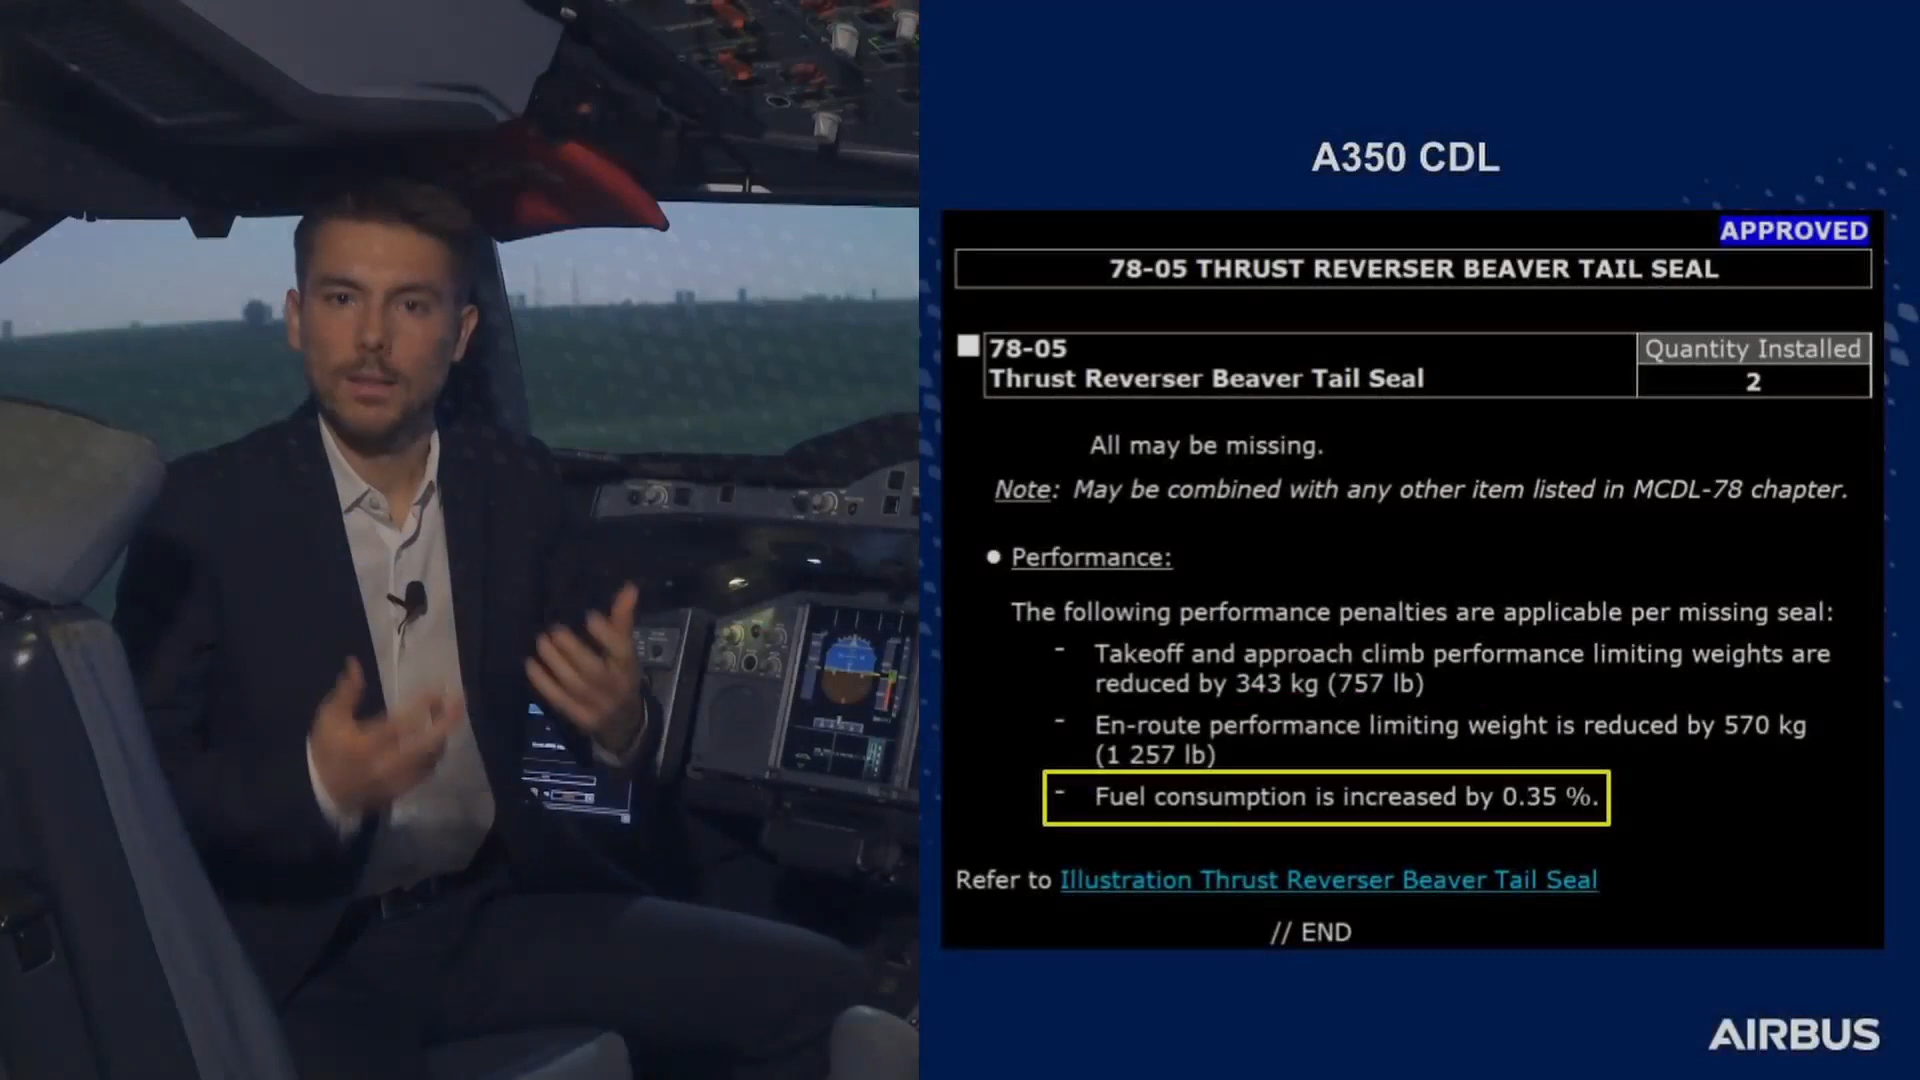 A350 CDL
APPROVED
78-05 THRUST REVERSER BEAVER TAIL SEAL
78-05
Thrust Reverser Beaver Tail Seal
Quantity Installed
2
All may be missing.
Note: May be combined with any other item listed in MCDL-78 chapter.
Performance:
The following performance penalties are applicable per missing seal:
- Takeoff and approach climb performance limiting weights are
reduced by 343 kg (757 lb)
- En-route performance limiting weight is reduced by 570 kg
(1 257 lb)
- Fuel consumption is increased by 0.35 %.
Refer to Illustration Thrust Reverser Beaver Tail Seal
// END
AIRBUS